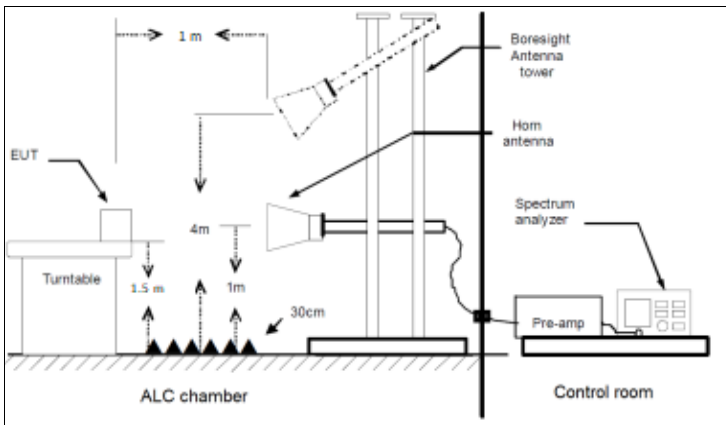 1 m
Boresight
Antenna
tower
Horn
antenna
EUT
Spectrum
analyzer
4m
Turntable
1.5 m
1m
30cm
Pre-amp
ALC chamber
Control room